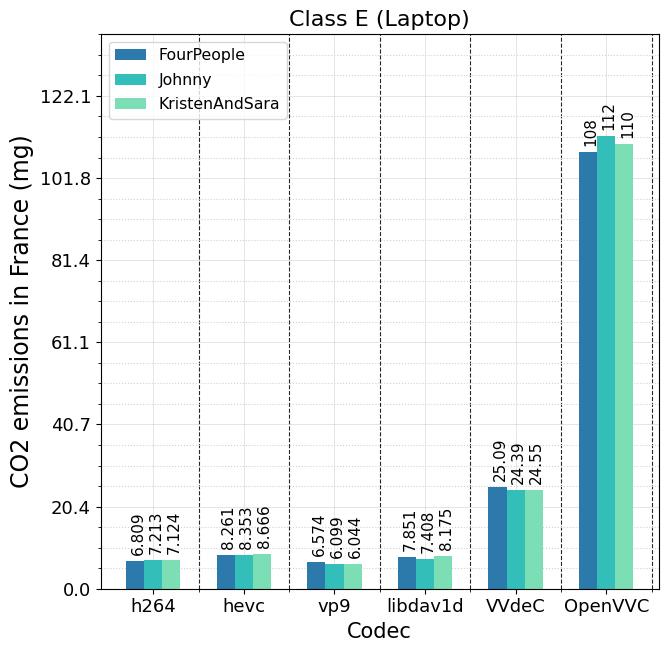 Class E (Laptop)
FourPeople
Johnny
KristenAndSara
CO2 emissions in France (mg)
122.1
101.8
81.4
61.1
40.7
20.4
0.0
6.809
7.213
7.124
8.261
8.353
8.666
6.574
6.099
6.044
7.851
7.408
8.175
25.09
24.39
24.55
108
112
110
h264
hevc
vp9
libdav1d
VVdeC
OpenVVC
Codec